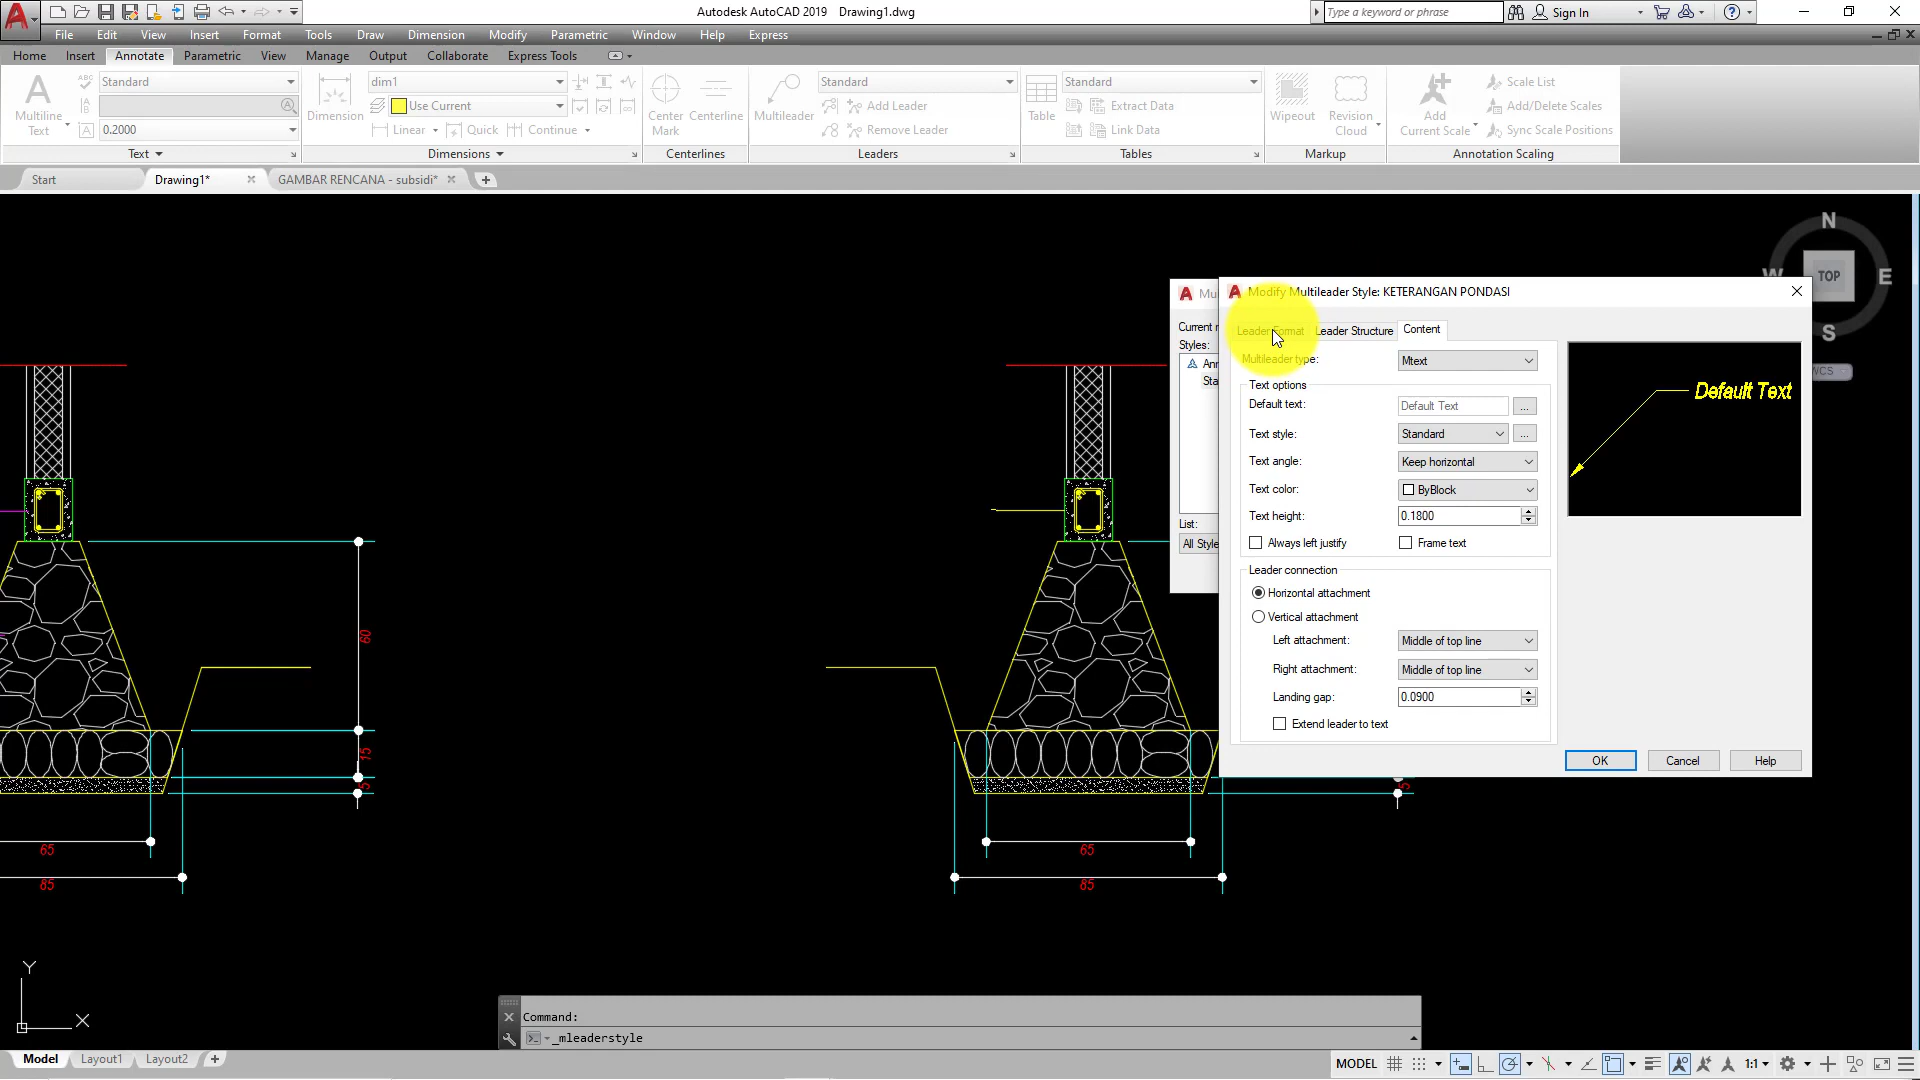 Autodesk AutoCAD 2019 Drawing1.dwg
Type a keyword or phrase
Sign In
File Edit View Insert Format Tools Draw Dimension Modify Parametric Window Help Express
Home Insert Annotate Parametric View Manage Output Collaborate Express Tools
Multiline Text
Standard
0.2000
Text
Dimension
dim1
Use Current
Linear Quick Continue
Dimensions
Center Mark
Centerline
Centerlines
Multileader
Standard
Add Leader
Remove Leader
Leaders
Table
Standard
Extract Data
Link Data
Tables
Wipeout
Revision Cloud
Markup
Add Current Scale
Scale List
Add/Delete Scales
Sync Scale Positions
Annotation Scaling
Start
Drawing1*
GAMBAR RENCANA - subsidi*
N
W
TOP
E
S
WCS
Mu
Current m
Styles:
Ann
Sta
List:
All Style
Modify Multileader Style: KETERANGAN PONDASI
Leader Format Leader Structure Content
Multileader type: Mtext
Text options
Default text: Default Text ...
Text style: Standard ...
Text angle: Keep horizontal
Text color: ByBlock
Text height: 0.1800
Always left justify Frame text
Leader connection
Horizontal attachment
Vertical attachment
Left attachment: Middle of top line
Right attachment: Middle of top line
Landing gap: 0.0900
Extend leader to text
Default Text
OK Cancel Help
60
15
5
65
85
5
65
85
Y
X
Command:
_mleaderstyle
Model Layout1 Layout2
MODEL
1:1